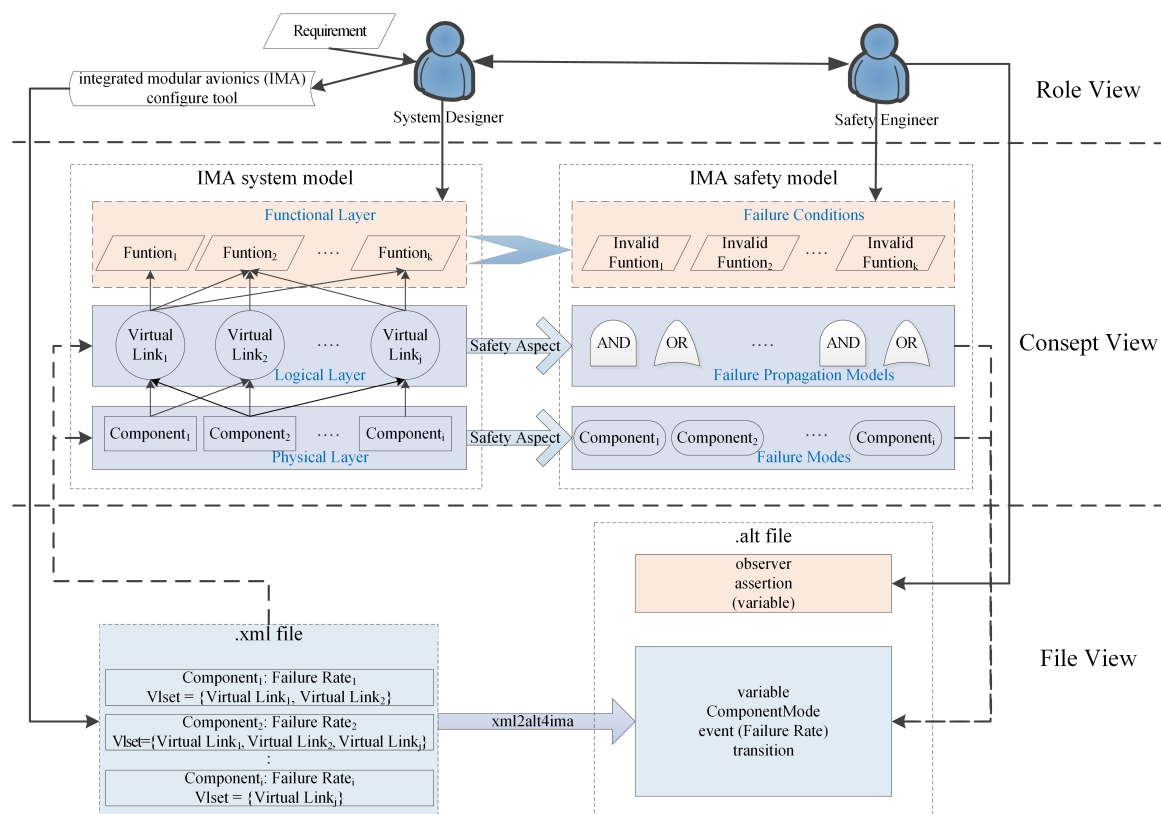 Requirement
integrated modular avionics (IMA)
configure tool
System Designer
Safety Engineer
Role View
IMA system model
IMA safety model
Functional Layer
Failure Conditions
Funtion₁
Funtion₂
....
Funtionₖ
Invalid
Funtion₁
Invalid
Funtion₂
....
Invalid
Funtionₖ
Virtual
Link₁
Virtual
Link₂
....
Virtual
Linkⱼ
Logical Layer
Safety Aspect
AND
OR
....
AND
OR
Failure Propagation Models
Consept View
Component₁
Component₂
....
Componentᵢ
Physical Layer
Safety Aspect
Component₁
Component₂
....
Componentᵢ
Failure Modes
.alt file
observer
assertion
(variable)
.xml file
Component₁: Failure Rate₁
Vlset = {Virtual Link₁, Virtual Link₂}
Component₂: Failure Rate₂
Vlset={Virtual Link₁, Virtual Link₂, Virtual Linkⱼ}
:
Componentᵢ: Failure Rateᵢ
Vlset = {Virtual Linkⱼ}
xml2alt4ima
variable
ComponentMode
event (Failure Rate)
transition
File View